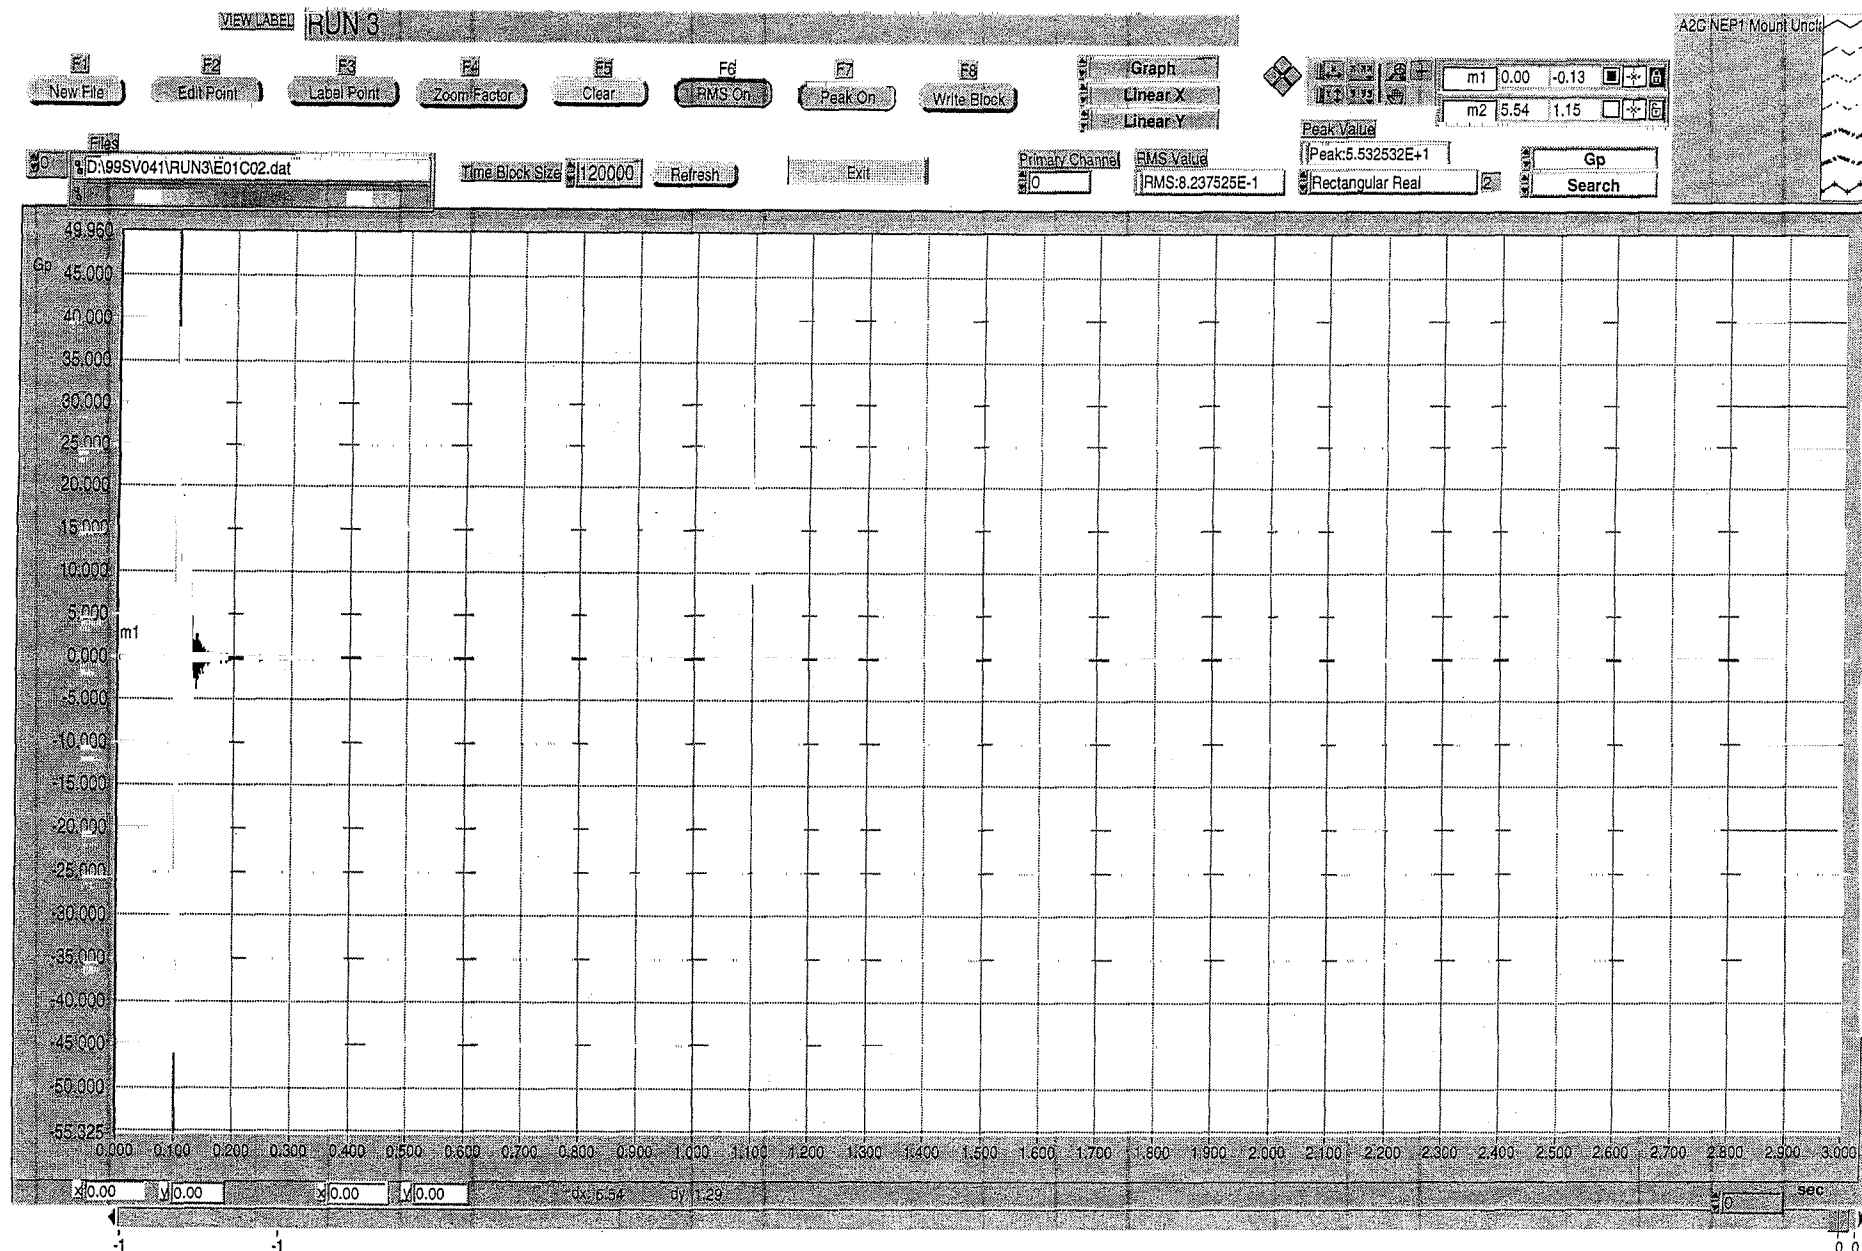 VIEW LABEL RUN 3
A2C NEP1 Mount Uncla
F1 F2 F3 F4 F5 F6 F7 F8
New File Edit Point Label Point Zoom Factor Clear RMS On Peak On Write Block
Graph
Linear X
Linear Y
m1 0.00 -0.13
m2 5.54 1.15
Files
0 D:\99SV041\RUN3\E01C02.dat
Time Block Size 120000 Refresh Exit
Primary Channel
0
RMS Value
RMS:8.237525E-1
Peak Value
Peak:5.532532E+1
Rectangular Real 2
Gp
Search
49.960
Gp
45.000
40.000
35.000
30.000
25.000
20.000
15.000
10.000
5.000
m1
0.000
-5.000
-10.000
-15.000
-20.000
-25.000
-30.000
-35.000
-40.000
-45.000
-50.000
-55.325
0.000 0.100 0.200 0.300 0.400 0.500 0.600 0.700 0.800 0.900 1.000 1.100 1.200 1.300 1.400 1.500 1.600 1.700 1.800 1.900 2.000 2.100 2.200 2.300 2.400 2.500 2.600 2.700 2.800 2.900 3.000
x 0.00 y 0.00 x 0.00 y 0.00 dx: 5.54 dy: 1.29 0 sec
-1 -1 0 0